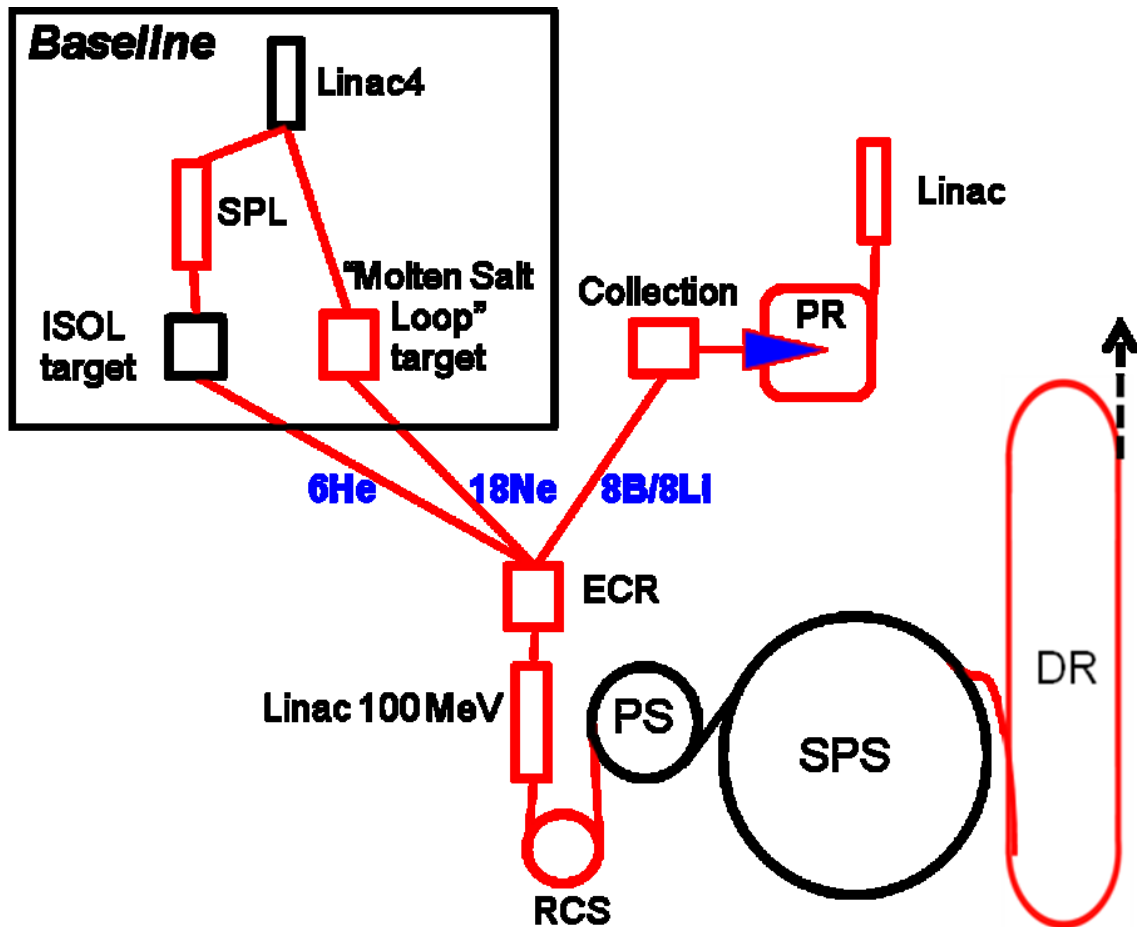 Baseline
Linac4
SPL
ISOL
target
“Molten Salt
Loop”
target
Collection
PR
Linac
6He
18Ne
8B/8Li
ECR
Linac 100 MeV
RCS
PS
SPS
DR